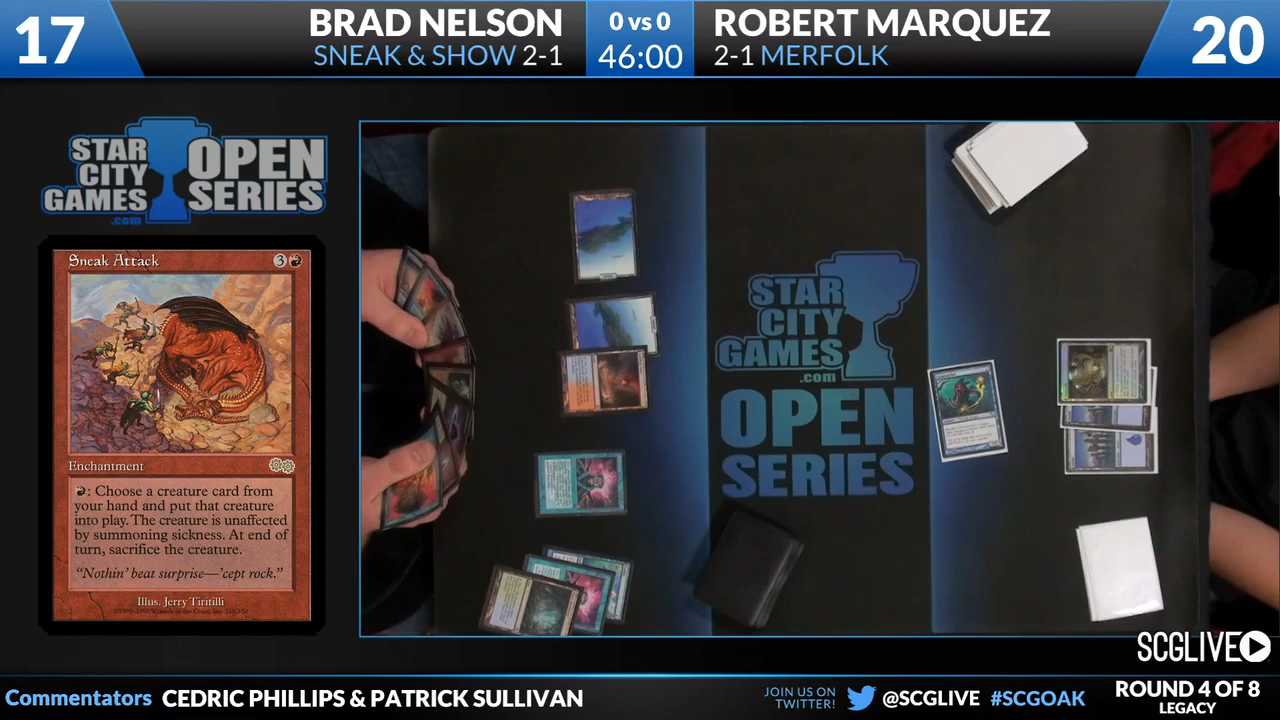 17
BRAD NELSON
SNEAK & SHOW 2-1
0 vs 0
46:00
ROBERT MARQUEZ
2-1 MERFOLK
20
STAR
CITY
GAMES
.com
OPEN
SERIES
Sneak Attack
3
Enchantment
: Choose a creature card from
your hand and put that creature
into play. The creature is unaffected
by summoning sickness. At end of
turn, sacrifice the creature.
“Nothin’ beat surprise—’cept rock.”
Illus. Jerry Tiritilli
STAR
CITY
GAMES
.com
OPEN
SERIES
SCGLIVE
Commentators CEDRIC PHILLIPS & PATRICK SULLIVAN
JOIN US ON
TWITTER!
@SCGLIVE #SCGOAK
ROUND 4 OF 8
LEGACY